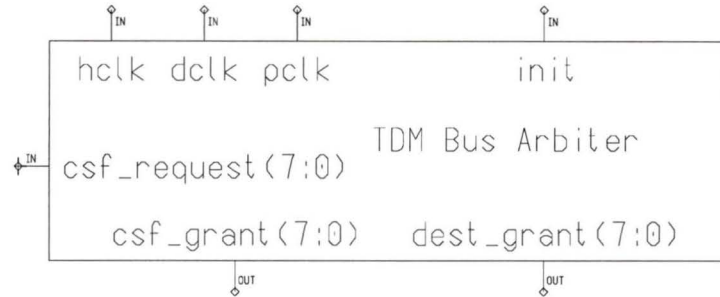 IN IN IN IN
hclk dclk pclk init
TDM Bus Arbiter
IN
csf_request(7:0)
csf_grant(7:0) dest_grant(7:0)
OUT OUT